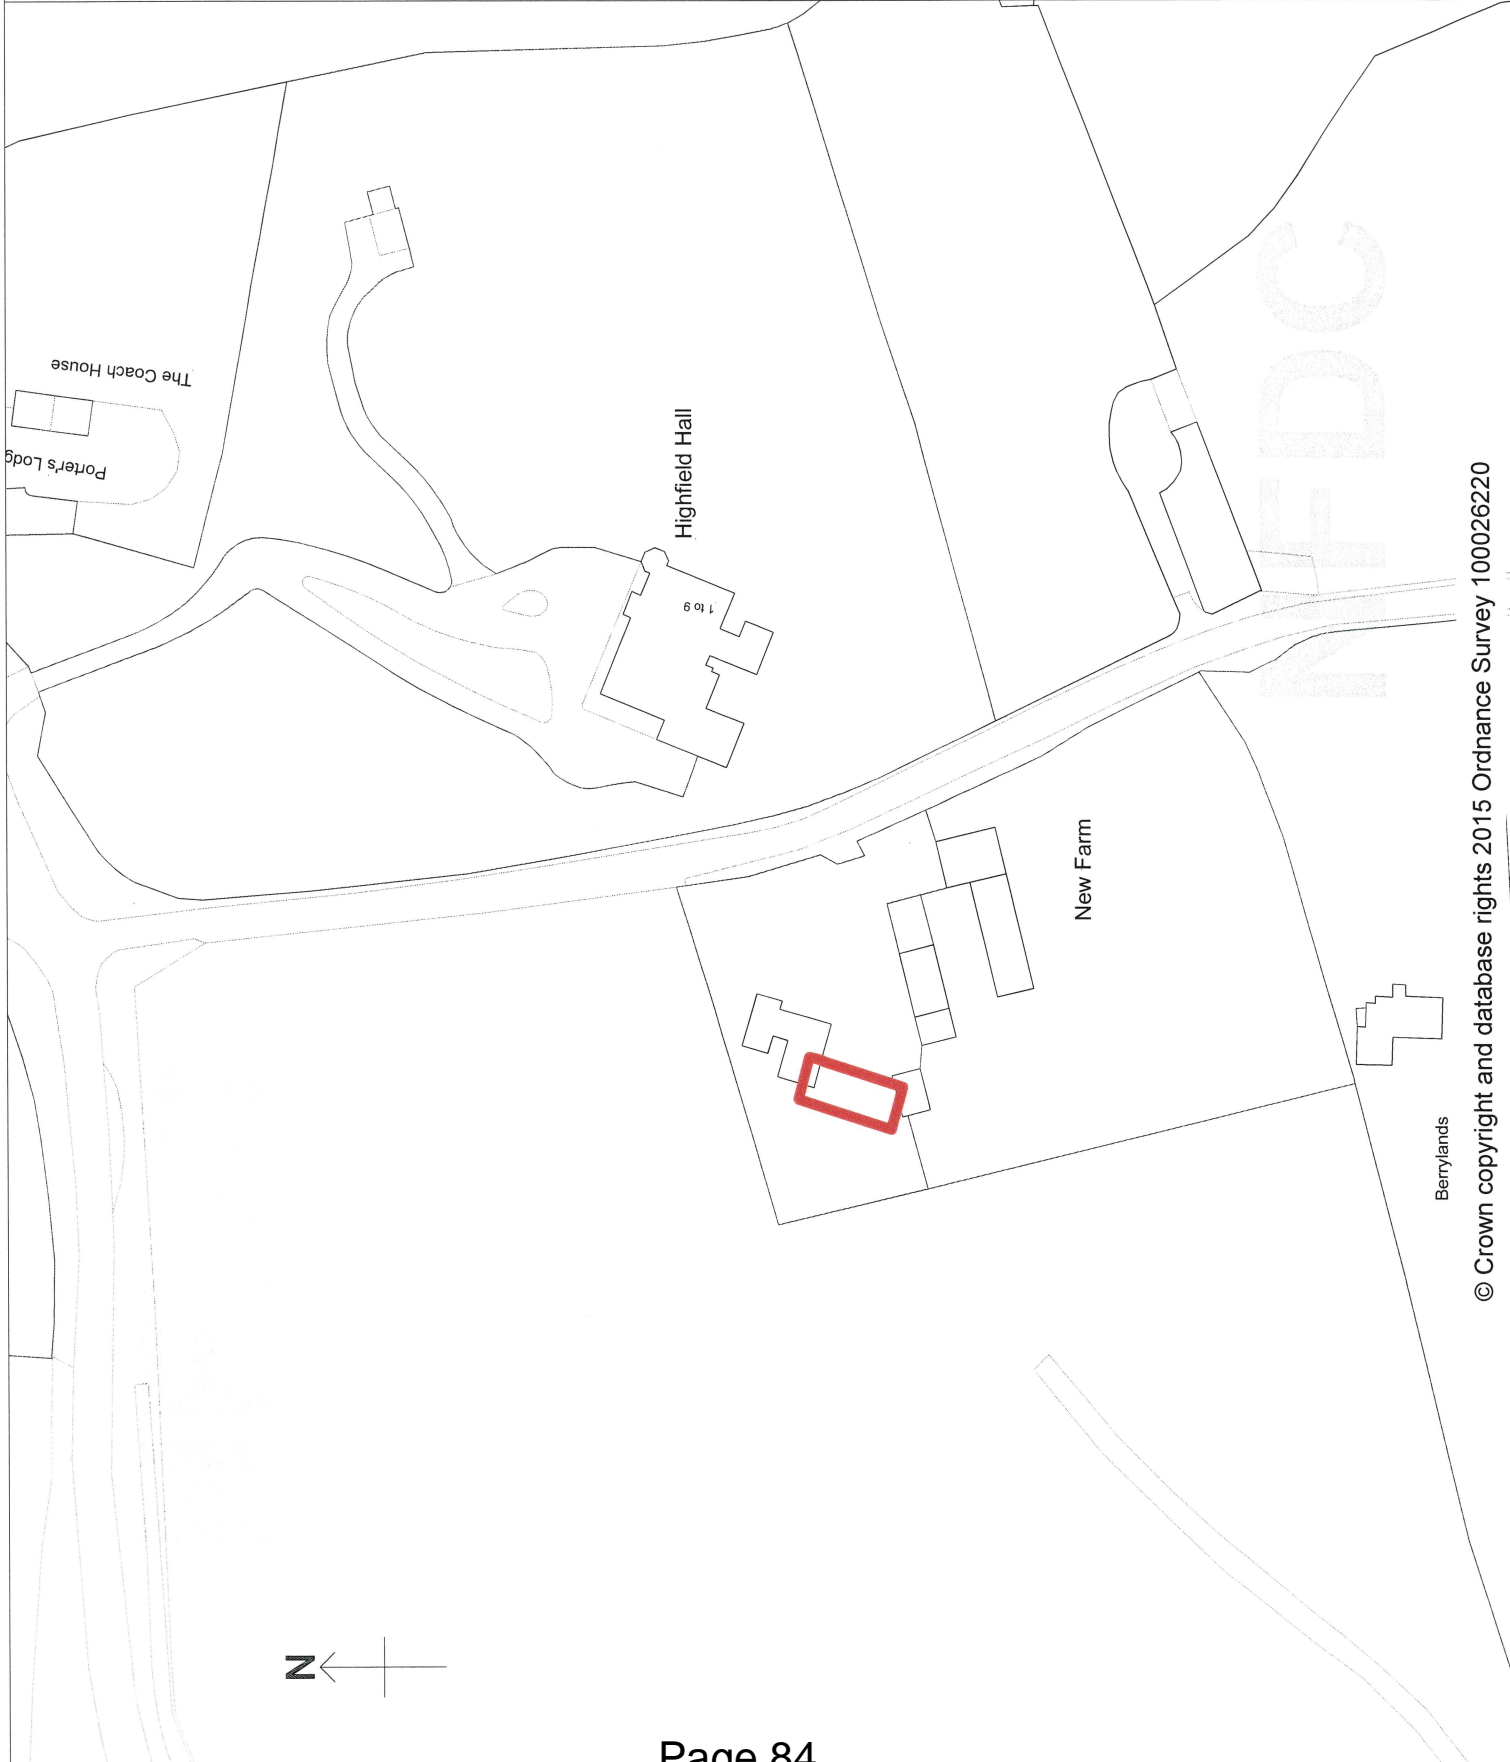 The Coach House
Porter's Lodg
Highfield Hall
1 to 9
NFDC
New Farm
Berrylands
© Crown copyright and database rights 2015 Ordnance Survey 100026220
N
Page 84